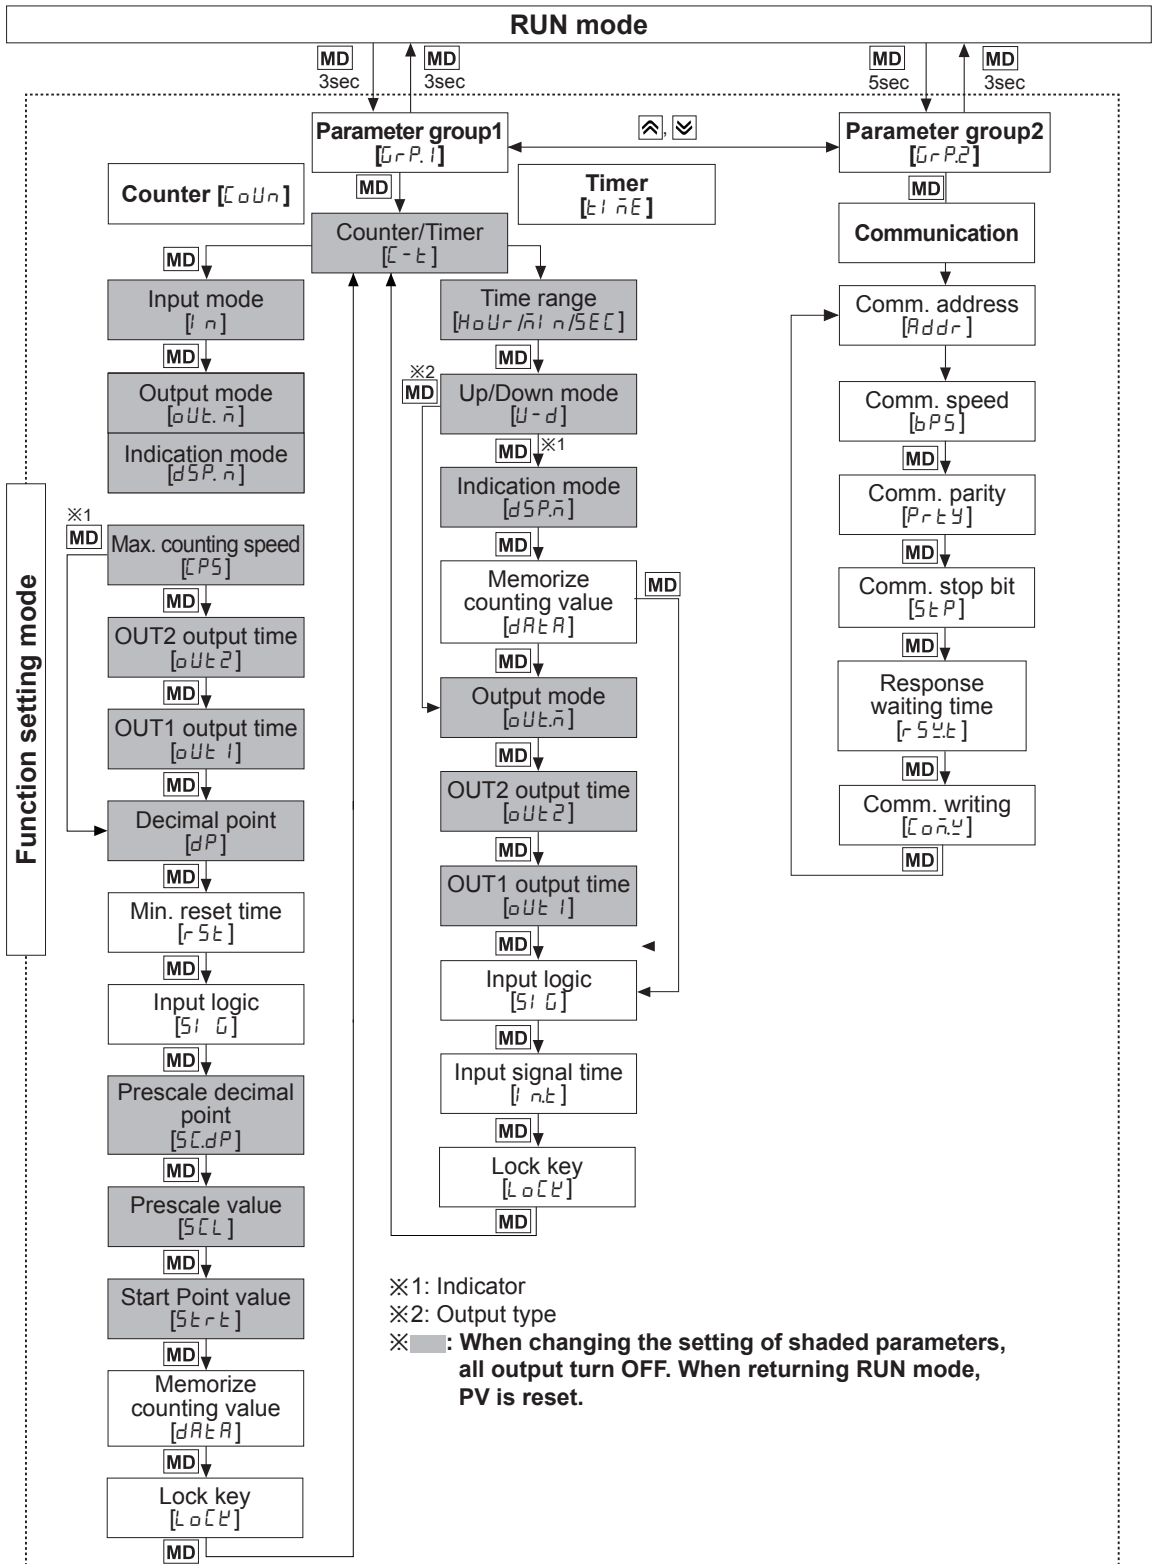 RUN mode
MD
3sec
MD
3sec
MD
5sec
MD
3sec
Function setting mode
Parameter group1
[GrP.1]
,
Parameter group2
[GrP.2]
MD
Counter [CoUn]
Timer
[tInE]
Counter/Timer
[C-t]
MD
Input mode
[In]
MD
Output mode
[oUt.n]
Indication mode
[dSP.n]
※1
MD
Max. counting speed
[CPS]
MD
OUT2 output time
[oUt2]
MD
OUT1 output time
[oUt1]
MD
Decimal point
[dP]
MD
Min. reset time
[rSt]
MD
Input logic
[SIG]
MD
Prescale decimal
point
[SC.dP]
MD
Prescale value
[SCL]
MD
Start Point value
[Strt]
MD
Memorize
counting value
[dAtA]
MD
Lock key
[LoCK]
MD
Time range
[HoUr/nIn/SEC]
MD
※2
MD
Up/Down mode
[U-d]
MD ※1
Indication mode
[dSP.n]
MD
Memorize
counting value
[dAtA]
MD
MD
Output mode
[oUt.n]
MD
OUT2 output time
[oUt2]
MD
OUT1 output time
[oUt1]
MD
Input logic
[SIG]
MD
Input signal time
[In.t]
MD
Lock key
[LoCK]
MD
MD
Communication
Comm. address
[Addr]
Comm. speed
[bPS]
MD
Comm. parity
[PrtY]
MD
Comm. stop bit
[StP]
MD
Response
waiting time
[rSW.t]
MD
Comm. writing
[Con.W]
MD
※1: Indicator
※2: Output type
※ : When changing the setting of shaded parameters,
all output turn OFF. When returning RUN mode,
PV is reset.